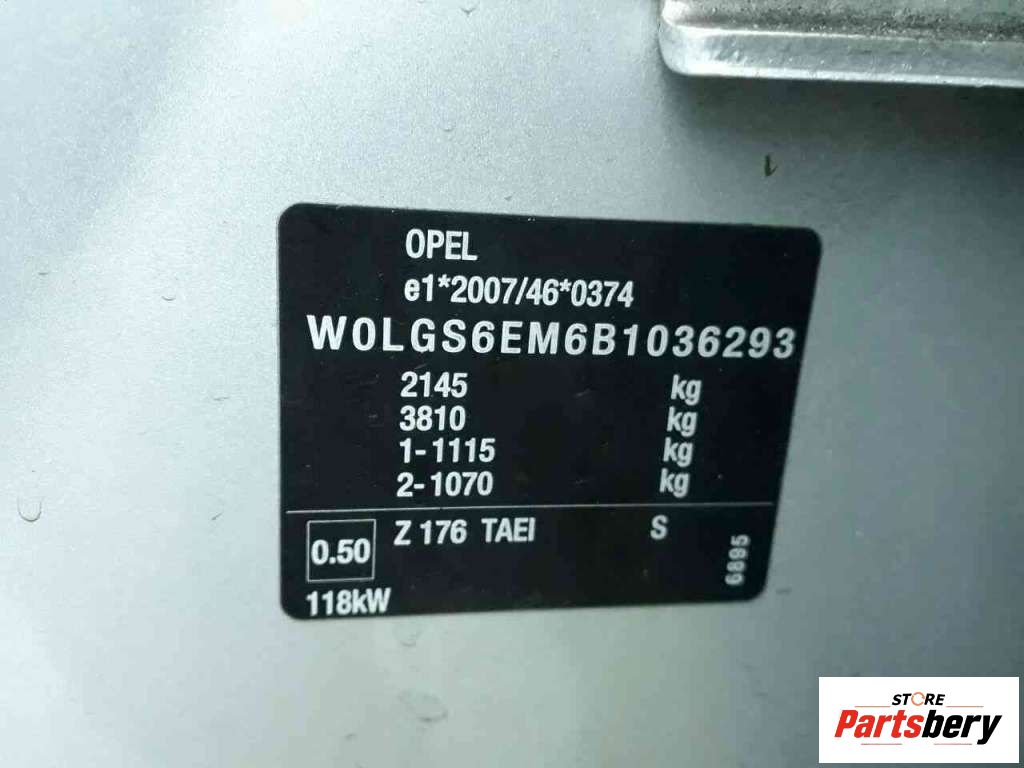 OPEL
e1*2007/46*0374
W0LGS6EM6B1036293
2145 kg
3810 kg
1-1115 kg
2-1070 kg
0.50 Z 176 TAEI S
6895
118kW
STORE
Partsbery